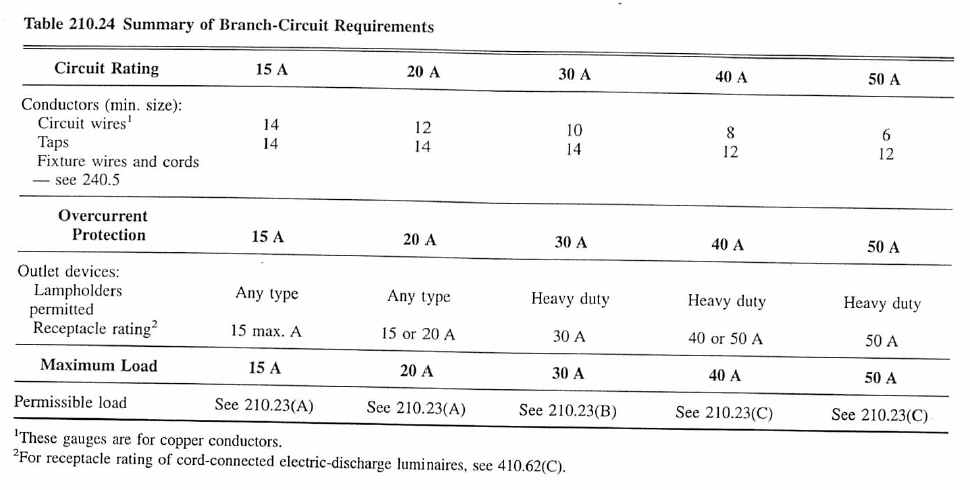 Table 210.24 Summary of Branch-Circuit Requirements
Circuit Rating 15 A 20 A 30 A 40 A 50 A
Conductors (min. size):
Circuit wires¹ 14 12 10 8 6
Taps 14 14 14 12 12
Fixture wires and cords
— see 240.5
Overcurrent
Protection 15 A 20 A 30 A 40 A 50 A
Outlet devices:
Lampholders Any type Any type Heavy duty Heavy duty Heavy duty
permitted
Receptacle rating² 15 max. A 15 or 20 A 30 A 40 or 50 A 50 A
Maximum Load 15 A 20 A 30 A 40 A 50 A
Permissible load See 210.23(A) See 210.23(A) See 210.23(B) See 210.23(C) See 210.23(C)
¹These gauges are for copper conductors.
²For receptacle rating of cord-connected electric-discharge luminaires, see 410.62(C).